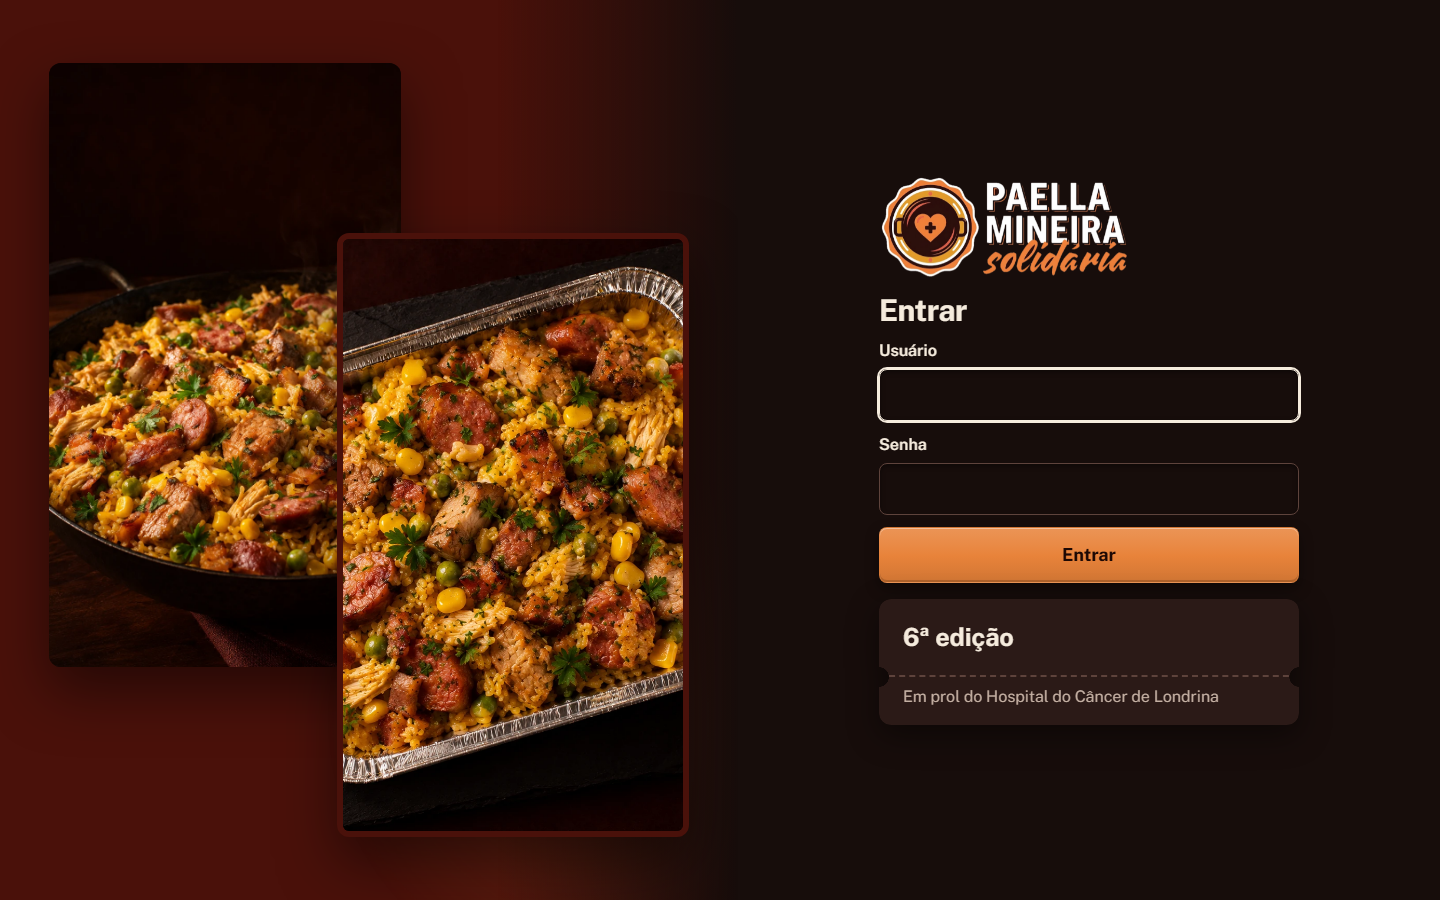 PAELLA
MINEIRA
solidária
Entrar
Usuário
Senha
Entrar
6ª edição
Em prol do Hospital do Câncer de Londrina